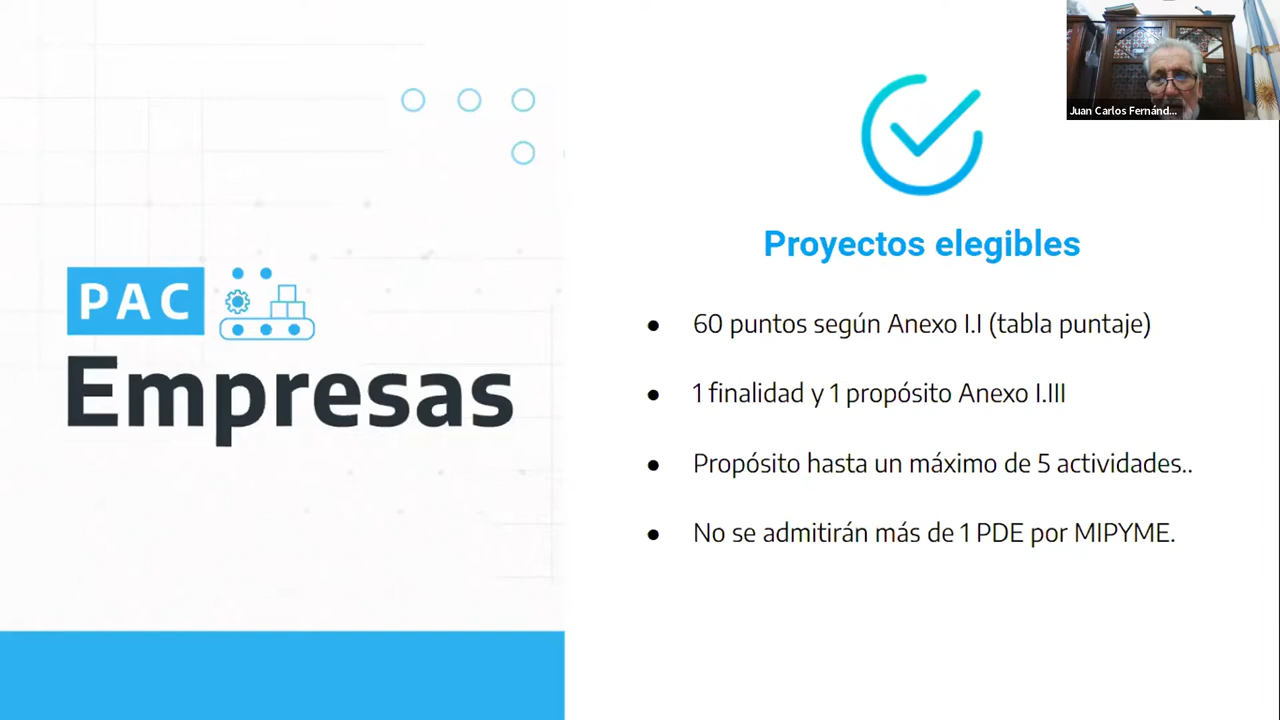 Juan Carlos Fernánd...
PAC
Empresas
Proyectos elegibles
● 60 puntos según Anexo I.I (tabla puntaje)
● 1 finalidad y 1 propósito Anexo I.III
● Propósito hasta un máximo de 5 actividades..
● No se admitirán más de 1 PDE por MIPYME.